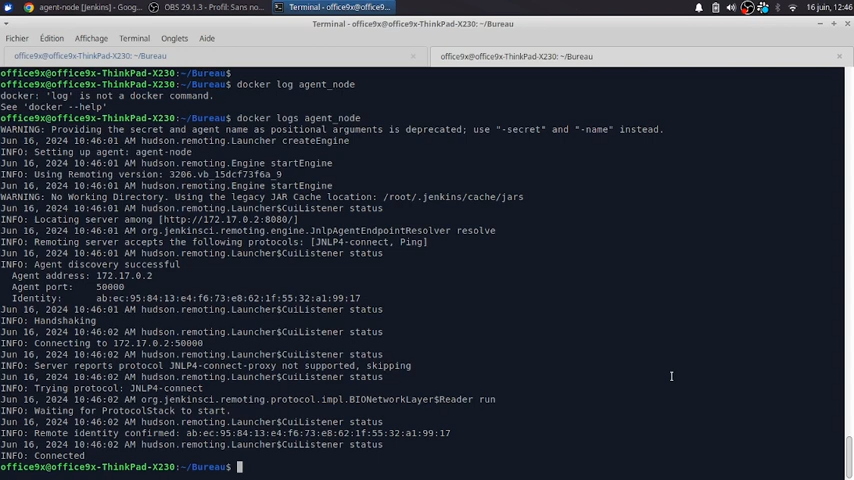 agent-node [Jenkins] - Goog...
OBS 29.1.3 - Profil: Sans no...
Terminal - office9x@office9...
16 juin, 12:46
Terminal - office9x@office9x-ThinkPad-X230: ~/Bureau
Fichier Édition Affichage Terminal Onglets Aide
office9x@office9x-ThinkPad-X230: ~/Bureau
office9x@office9x-ThinkPad-X230: ~/Bureau
office9x@office9x-ThinkPad-X230:~/Bureau$
office9x@office9x-ThinkPad-X230:~/Bureau$ docker log agent_node
docker: 'log' is not a docker command.
See 'docker --help'
office9x@office9x-ThinkPad-X230:~/Bureau$ docker logs agent_node
WARNING: Providing the secret and agent name as positional arguments is deprecated; use "-secret" and "-name" instead.
Jun 16, 2024 10:46:01 AM hudson.remoting.Launcher createEngine
INFO: Setting up agent: agent-node
Jun 16, 2024 10:46:01 AM hudson.remoting.Engine startEngine
INFO: Using Remoting version: 3206.vb_15dcf73f6a_9
Jun 16, 2024 10:46:01 AM hudson.remoting.Engine startEngine
WARNING: No Working Directory. Using the legacy JAR Cache location: /root/.jenkins/cache/jars
Jun 16, 2024 10:46:01 AM hudson.remoting.Launcher$CuiListener status
INFO: Locating server among [http://172.17.0.2:8080/]
Jun 16, 2024 10:46:01 AM org.jenkinsci.remoting.engine.JnlpAgentEndpointResolver resolve
INFO: Remoting server accepts the following protocols: [JNLP4-connect, Ping]
Jun 16, 2024 10:46:01 AM hudson.remoting.Launcher$CuiListener status
INFO: Agent discovery successful
Agent address: 172.17.0.2
Agent port: 50000
Identity: ab:ec:95:84:13:e4:f6:73:e8:62:1f:55:32:a1:99:17
Jun 16, 2024 10:46:01 AM hudson.remoting.Launcher$CuiListener status
INFO: Handshaking
Jun 16, 2024 10:46:02 AM hudson.remoting.Launcher$CuiListener status
INFO: Connecting to 172.17.0.2:50000
Jun 16, 2024 10:46:02 AM hudson.remoting.Launcher$CuiListener status
INFO: Server reports protocol JNLP4-connect-proxy not supported, skipping
Jun 16, 2024 10:46:02 AM hudson.remoting.Launcher$CuiListener status
INFO: Trying protocol: JNLP4-connect
Jun 16, 2024 10:46:02 AM org.jenkinsci.remoting.protocol.impl.BIONetworkLayer$Reader run
INFO: Waiting for ProtocolStack to start.
Jun 16, 2024 10:46:02 AM hudson.remoting.Launcher$CuiListener status
INFO: Remote identity confirmed: ab:ec:95:84:13:e4:f6:73:e8:62:1f:55:32:a1:99:17
Jun 16, 2024 10:46:02 AM hudson.remoting.Launcher$CuiListener status
INFO: Connected
office9x@office9x-ThinkPad-X230:~/Bureau$